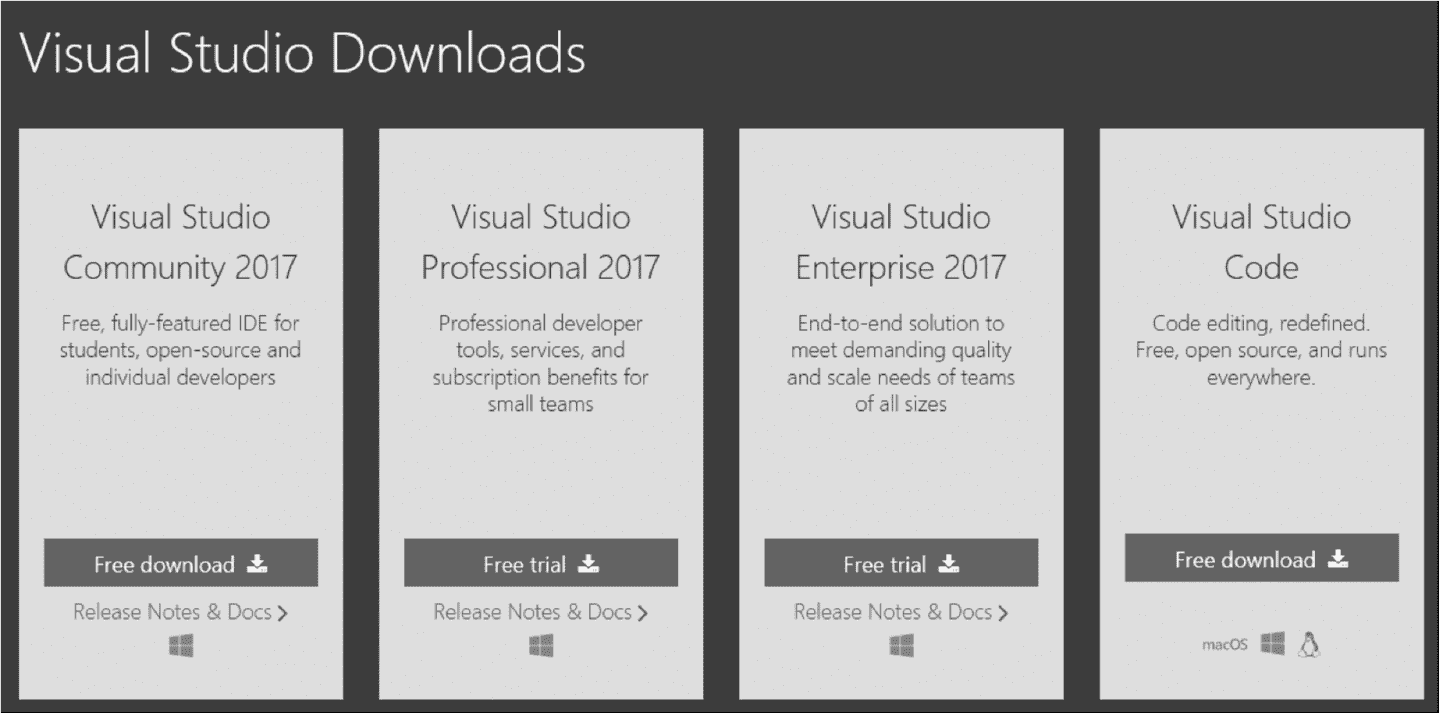 Visual Studio Downloads
Visual Studio
Community 2017
Free, fully-featured IDE for
students, open-source and
individual developers
Free download
Release Notes & Docs
Visual Studio
Professional 2017
Professional developer
tools, services, and
subscription benefits for
small teams
Free trial
Release Notes & Docs
Visual Studio
Enterprise 2017
End-to-end solution to
meet demanding quality
and scale needs of teams
of all sizes
Free trial
Release Notes & Docs
Visual Studio
Code
Code editing, redefined.
Free, open source, and runs
everywhere.
Free download
macOS